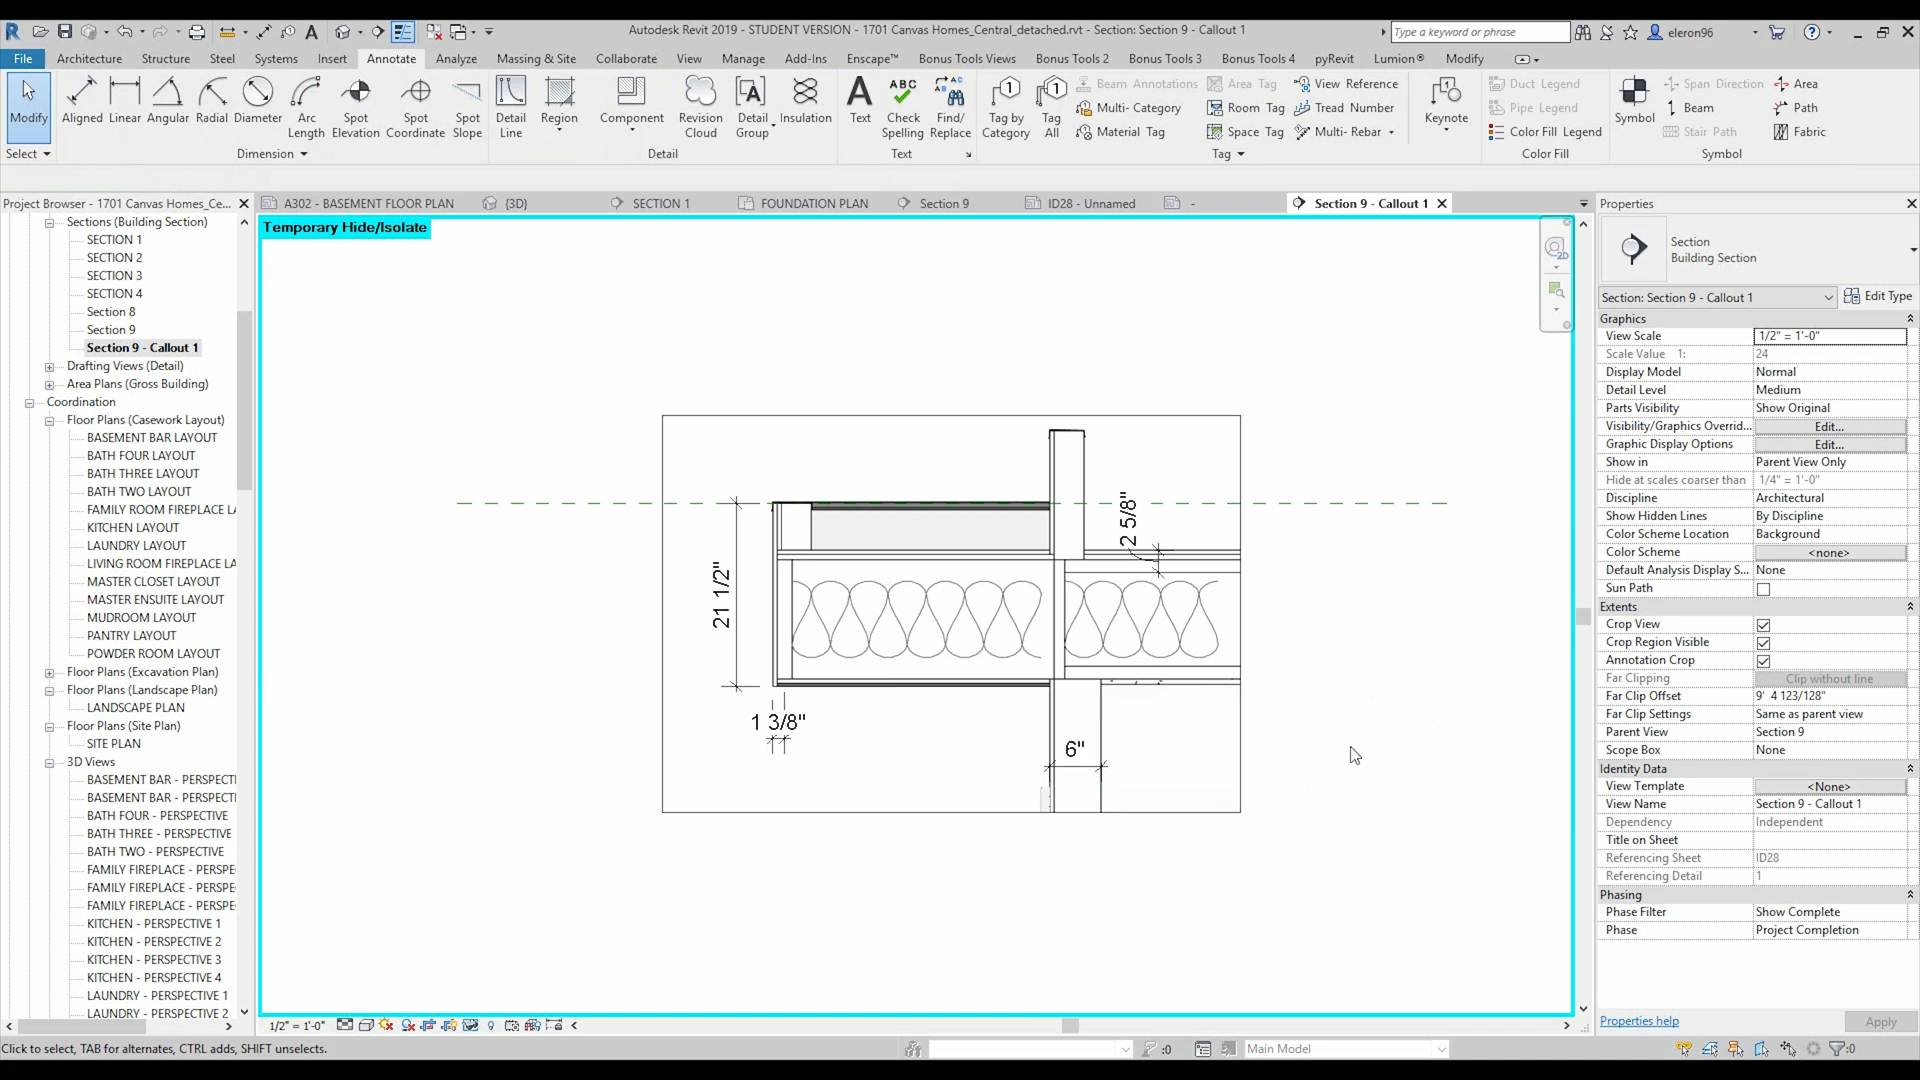 Autodesk Revit 2019 - STUDENT VERSION - 1701 Canvas Homes_Central_detached.rvt - Section: Section 9 - Callout 1
Type a keyword or phrase
eleron96
File Architecture Structure Steel Systems Insert Annotate Analyze Massing & Site Collaborate View Manage Add-Ins Enscape™ Bonus Tools Views Bonus Tools 2 Bonus Tools 3 Bonus Tools 4 pyRevit Lumion® Modify
Modify Aligned Linear Angular Radial Diameter Arc Length Spot Elevation Spot Coordinate Spot Slope
Detail Line Region Component Revision Cloud Detail Group Insulation
Text Check Spelling Find/ Replace
Tag by Category Tag All Beam Annotations Area Tag View Reference
Multi- Category Room Tag Tread Number
Material Tag Space Tag Multi- Rebar
Keynote
Duct Legend
Pipe Legend
Color Fill Legend
Symbol Span Direction Area
Beam Path
Stair Path Fabric
Select Dimension Detail Text Tag Color Fill Symbol
Project Browser - 1701 Canvas Homes_Ce...
A302 - BASEMENT FLOOR PLAN {3D} SECTION 1 FOUNDATION PLAN Section 9 ID28 - Unnamed - Section 9 - Callout 1
Sections (Building Section)
SECTION 1
SECTION 2
SECTION 3
SECTION 4
Section 8
Section 9
Section 9 - Callout 1
Drafting Views (Detail)
Area Plans (Gross Building)
Coordination
Floor Plans (Casework Layout)
BASEMENT BAR LAYOUT
BATH FOUR LAYOUT
BATH THREE LAYOUT
BATH TWO LAYOUT
FAMILY ROOM FIREPLACE LA
KITCHEN LAYOUT
LAUNDRY LAYOUT
LIVING ROOM FIREPLACE LA
MASTER CLOSET LAYOUT
MASTER ENSUITE LAYOUT
MUDROOM LAYOUT
PANTRY LAYOUT
POWDER ROOM LAYOUT
Floor Plans (Excavation Plan)
Floor Plans (Landscape Plan)
LANDSCAPE PLAN
Floor Plans (Site Plan)
SITE PLAN
3D Views
BASEMENT BAR - PERSPECTI
BASEMENT BAR - PERSPECTI
BATH FOUR - PERSPECTIVE
BATH THREE - PERSPECTIVE
BATH TWO - PERSPECTIVE
FAMILY FIREPLACE - PERSPE
FAMILY FIREPLACE - PERSPE
FAMILY FIREPLACE - PERSPE
KITCHEN - PERSPECTIVE 1
KITCHEN - PERSPECTIVE 2
KITCHEN - PERSPECTIVE 3
KITCHEN - PERSPECTIVE 4
LAUNDRY - PERSPECTIVE 1
LAUNDRY - PERSPECTIVE 2
Temporary Hide/Isolate
2D
2 5/8"
21 1/2"
1 3/8"
6"
Properties
Section
Building Section
Section: Section 9 - Callout 1 Edit Type
Graphics
View Scale 1/2" = 1'-0"
Scale Value 1: 24
Display Model Normal
Detail Level Medium
Parts Visibility Show Original
Visibility/Graphics Overrid... Edit...
Graphic Display Options Edit...
Show in Parent View Only
Hide at scales coarser than 1/4" = 1'-0"
Discipline Architectural
Show Hidden Lines By Discipline
Color Scheme Location Background
Color Scheme <none>
Default Analysis Display S... None
Sun Path
Extents
Crop View
Crop Region Visible
Annotation Crop
Far Clipping Clip without line
Far Clip Offset 9' 4 123/128"
Far Clip Settings Same as parent view
Parent View Section 9
Scope Box None
Identity Data
View Template <None>
View Name Section 9 - Callout 1
Dependency Independent
Title on Sheet
Referencing Sheet ID28
Referencing Detail 1
Phasing
Phase Filter Show Complete
Phase Project Completion
Properties help Apply
1/2" = 1'-0"
Click to select, TAB for alternates, CTRL adds, SHIFT unselects.
:0 Main Model :0